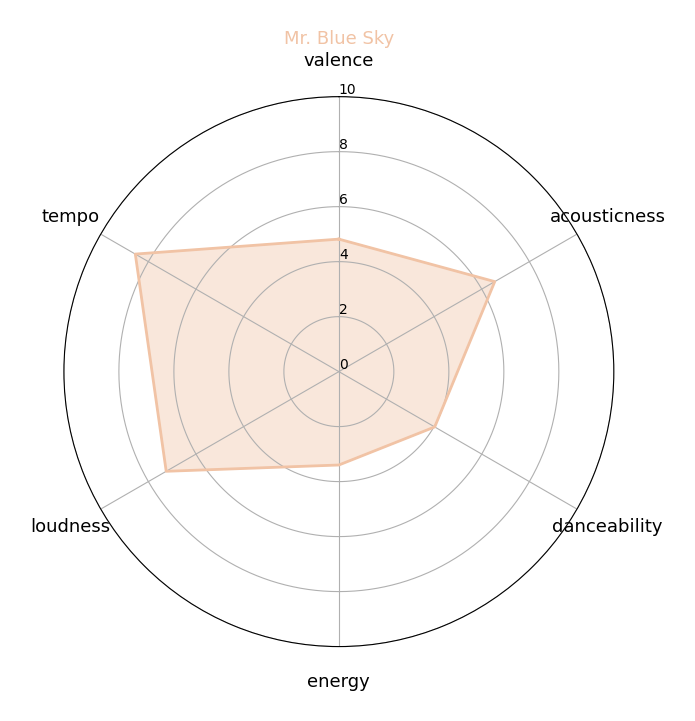 Mr. Blue Sky
valence
10
8
6
4
2
0
tempo
acousticness
loudness
danceability
energy